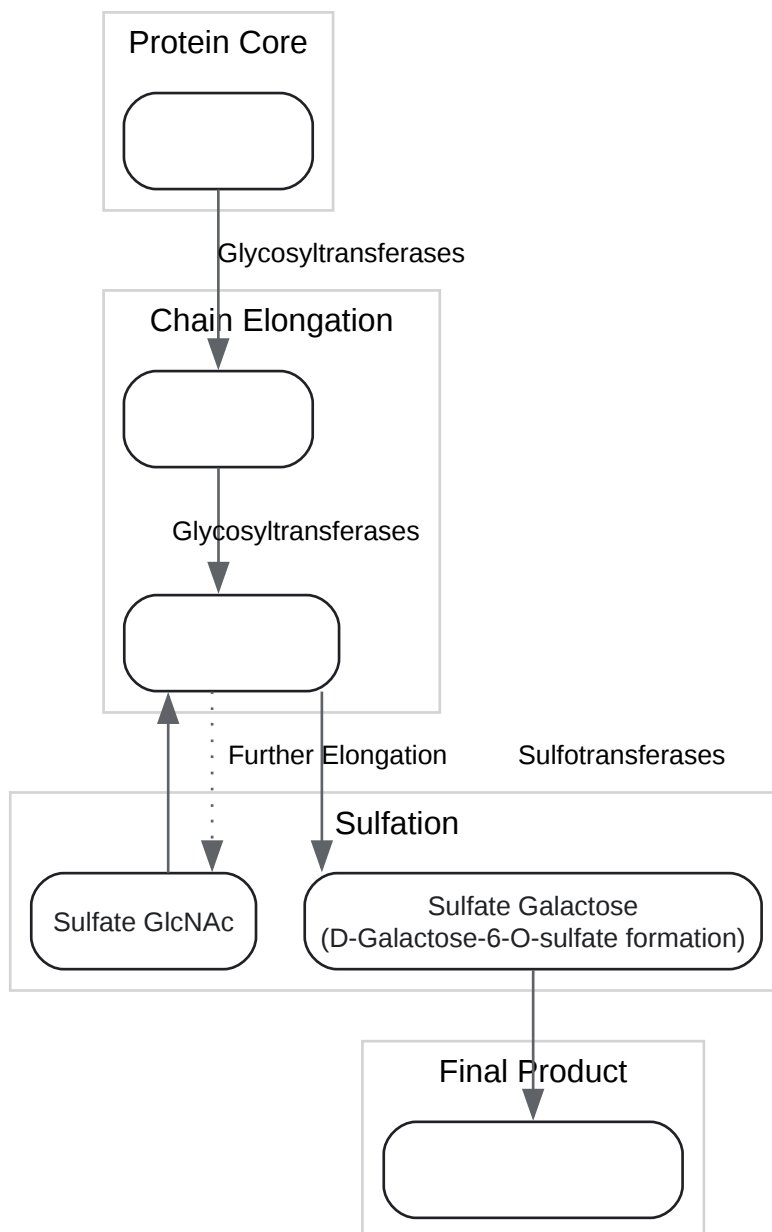 Protein Core
Glycosyltransferases
Chain Elongation
Glycosyltransferases
Further Elongation
Sulfotransferases
Sulfation
Sulfate GlcNAc
Sulfate Galactose
(D-Galactose-6-O-sulfate formation)
Final Product